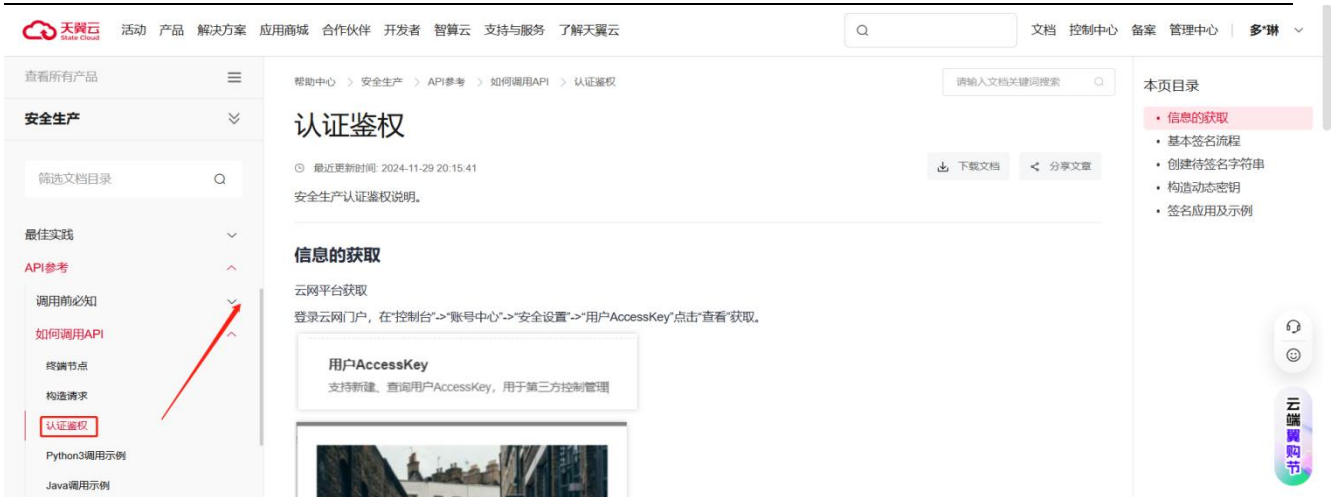 天翼云
State Cloud
活动 产品 解决方案 应用商城 合作伙伴 开发者 智算云 支持与服务 了解天翼云
文档 控制中心 备案 管理中心 多*琳
查看所有产品
安全生产
筛选文档目录
最佳实践
API参考
调用前必知
如何调用API
终端节点
构造请求
认证鉴权
Python3调用示例
Java调用示例
帮助中心 > 安全生产 > API参考 > 如何调用API > 认证鉴权
请输入文档关键词搜索
认证鉴权
最近更新时间: 2024-11-29 20:15:41
下载文档
分享文章
安全生产认证鉴权说明。
信息的获取
云网平台获取
登录云网门户，在“控制台”->“账号中心”->“安全设置”->“用户AccessKey”点击“查看”获取。
用户AccessKey
支持新建、查询用户AccessKey，用于第三方控制管理
本页目录
• 信息的获取
• 基本签名流程
• 创建待签名字符串
• 构造动态密钥
• 签名应用及示例
云端翼购节